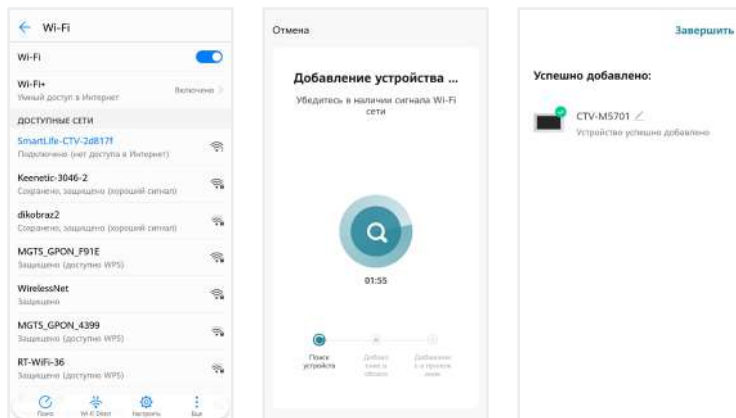 Wi-Fi
Wi-Fi
Wi-Fi+
Умный доступ в Интернет
Включено
ДОСТУПНЫЕ СЕТИ
SmartLife-CTV-2d817f
Подключено (нет доступа в Интернет)
Keenetic-3046-2
Сохранено, защищено (хороший сигнал)
dikobraz2
Сохранено, защищено (хороший сигнал)
MGTS_GPON_F91E
Защищено (доступно WPS)
WirelessNet
Защищено
MGTS_GPON_4399
Защищено (доступно WPS)
RT-WiFi-36
Защищено (доступно WPS)
Поиск
Wi-Fi Direct
Настроить
Еще
Отмена
Добавление устройства ...
Убедитесь в наличии сигнала Wi-Fi
сети
01:55
Поиск
устройств
Завершить
Успешно добавлено:
CTV-M5701
Устройство успешно добавлено